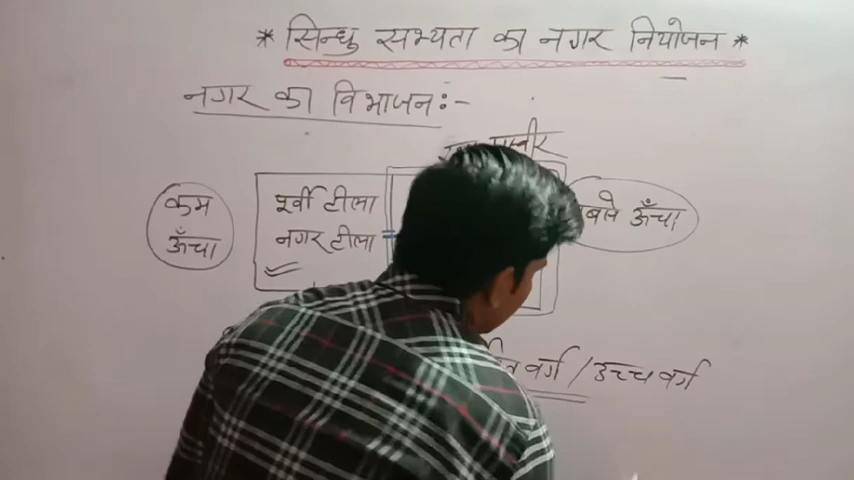 * सिन्धु सभ्यता का नगर नियोजन *
नगर का विभाजन :-
कम
ऊँचा
पूर्वी टीला
नगर टीला =
ऊँचा
वर्ग / उच्च वर्ग